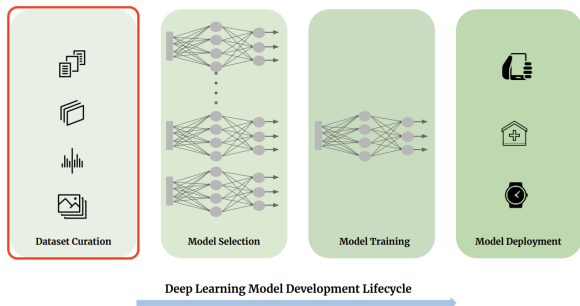 Dataset Curation
Model Selection
Model Training
Model Deployment
Deep Learning Model Development Lifecycle